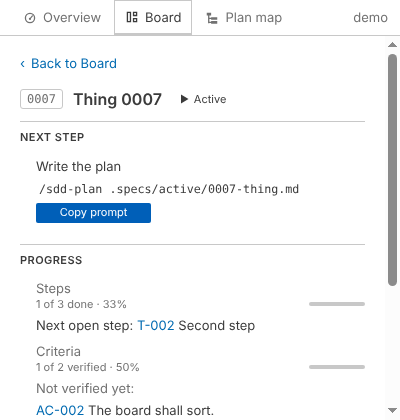 Overview Board Plan map demo
‹ Back to Board
0007 Thing 0007 Active
NEXT STEP
Write the plan
/sdd-plan .specs/active/0007-thing.md
Copy prompt
PROGRESS
Steps
1 of 3 done · 33%
Next open step: T-002 Second step
Criteria
1 of 2 verified · 50%
Not verified yet:
AC-002 The board shall sort.